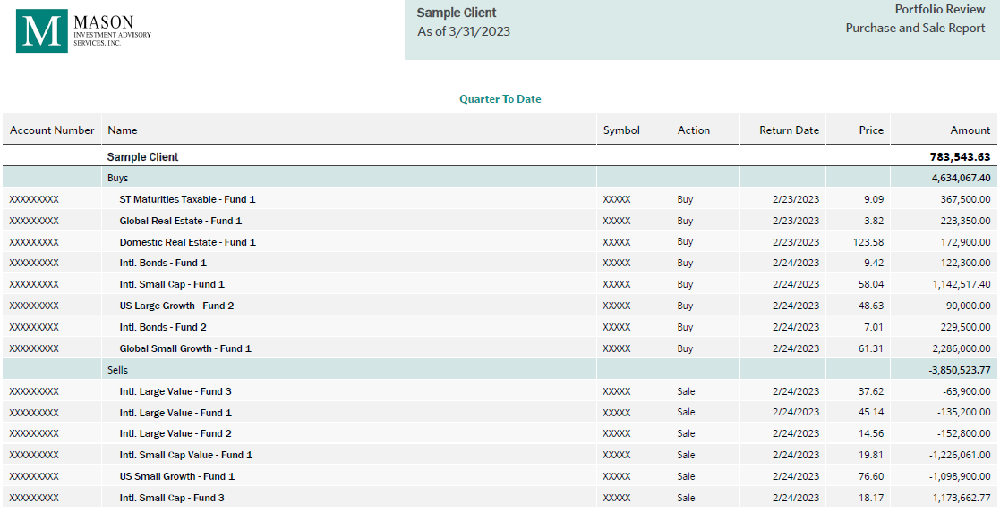 M MASON
INVESTMENT ADVISORY
SERVICES, INC.
Sample Client
As of 3/31/2023
Portfolio Review
Purchase and Sale Report
Quarter To Date
Account Number Name Symbol Action Return Date Price Amount
Sample Client 783,543.63
Buys 4,634,067.40
XXXXXXXXX ST Maturities Taxable - Fund 1 XXXXX Buy 2/23/2023 9.09 367,500.00
XXXXXXXXX Global Real Estate - Fund 1 XXXXX Buy 2/23/2023 3.82 223,350.00
XXXXXXXXX Domestic Real Estate - Fund 1 XXXXX Buy 2/23/2023 123.58 172,900.00
XXXXXXXXX Intl. Bonds - Fund 1 XXXXX Buy 2/24/2023 9.42 122,300.00
XXXXXXXXX Intl. Small Cap - Fund 1 XXXXX Buy 2/24/2023 58.04 1,142,517.40
XXXXXXXXX US Large Growth - Fund 2 XXXXX Buy 2/24/2023 48.63 90,000.00
XXXXXXXXX Intl. Bonds - Fund 2 XXXXX Buy 2/24/2023 7.01 229,500.00
XXXXXXXXX Global Small Growth - Fund 1 XXXXX Buy 2/24/2023 61.31 2,286,000.00
Sells -3,850,523.77
XXXXXXXXX Intl. Large Value - Fund 3 XXXXX Sale 2/24/2023 37.62 -63,900.00
XXXXXXXXX Intl. Large Value - Fund 1 XXXXX Sale 2/24/2023 45.14 -135,200.00
XXXXXXXXX Intl. Large Value - Fund 2 XXXXX Sale 2/24/2023 14.56 -152,800.00
XXXXXXXXX Intl. Small Cap Value - Fund 1 XXXXX Sale 2/24/2023 19.81 -1,226,061.00
XXXXXXXXX US Small Growth - Fund 1 XXXXX Sale 2/24/2023 76.60 -1,098,900.00
XXXXXXXXX Intl. Small Cap - Fund 3 XXXXX Sale 2/24/2023 18.17 -1,173,662.77